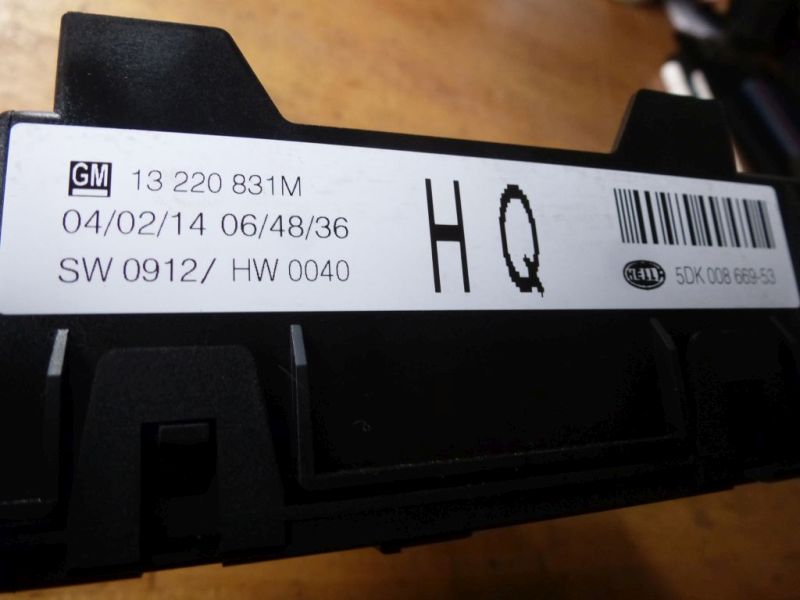 GM 13 220 831M
04/02/14 06/48/36
SW 0912/ HW 0040
HQ
HELLA 5DK 008 669-53